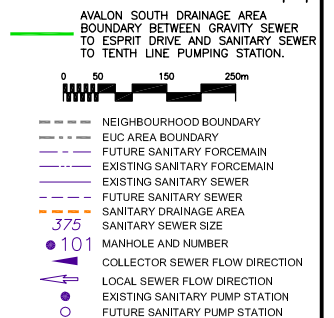 AVALON SOUTH DRAINAGE AREA
BOUNDARY BETWEEN GRAVITY SEWER
TO ESPRIT DRIVE AND SANITARY SEWER
TO TENTH LINE PUMPING STATION.
0 50 150 250m
NEIGHBOURHOOD BOUNDARY
EUC AREA BOUNDARY
FUTURE SANITARY FORCEMAIN
EXISTING SANITARY FORCEMAIN
EXISTING SANITARY SEWER
FUTURE SANITARY SEWER
SANITARY DRAINAGE AREA
375 SANITARY SEWER SIZE
101 MANHOLE AND NUMBER
COLLECTOR SEWER FLOW DIRECTION
LOCAL SEWER FLOW DIRECTION
EXISTING SANITARY PUMP STATION
FUTURE SANITARY PUMP STATION